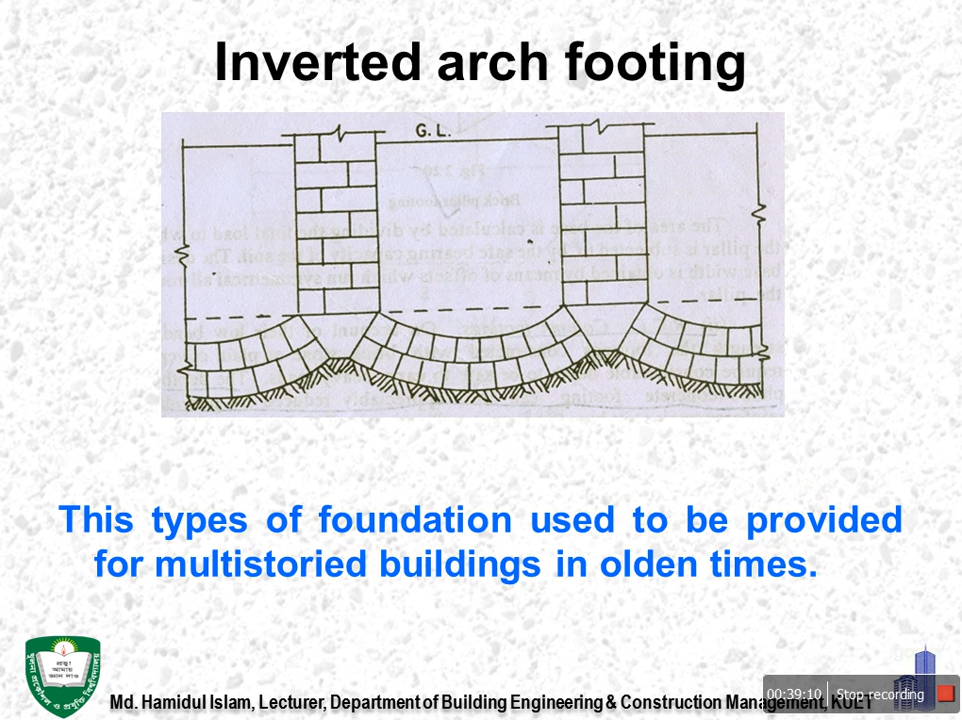 Inverted arch footing
G.L.
This types of foundation used to be provided
for multistoried buildings in olden times.
Md. Hamidul Islam, Lecturer, Department of Building Engineering & Construction Management, KUET
00:39:10 Stop recording